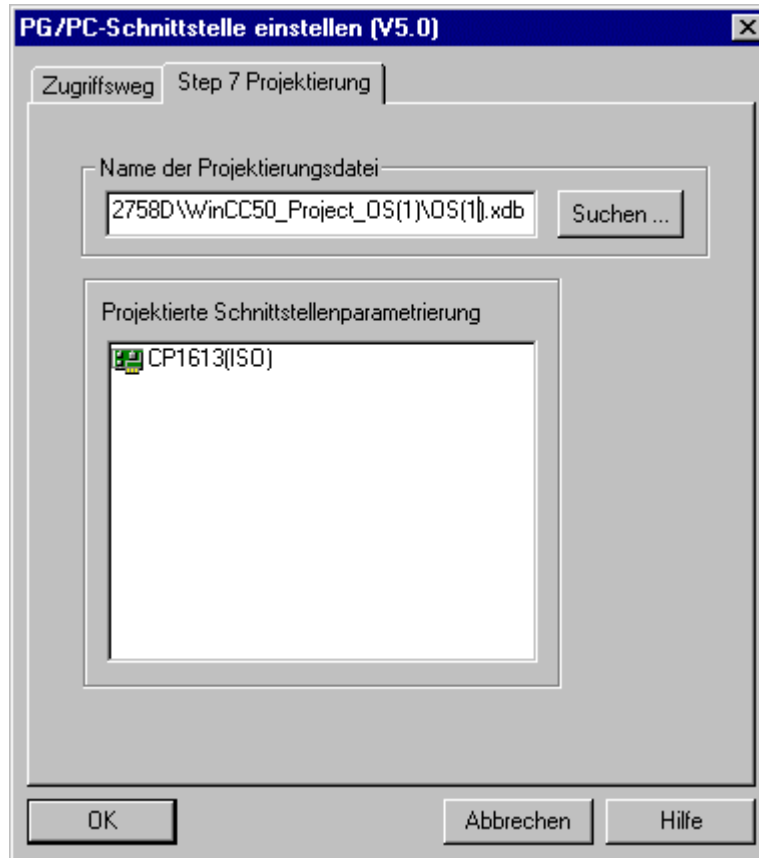 PG/PC-Schnittstelle einstellen (V5.0)
Zugriffsweg
Step 7 Projektierung
Name der Projektierungsdatei
2758D\WinCC50_Project_OS(1)\OS(1).xdb
Suchen ...
Projektierte Schnittstellenparametrierung
CP1613(ISO)
OK
Abbrechen
Hilfe